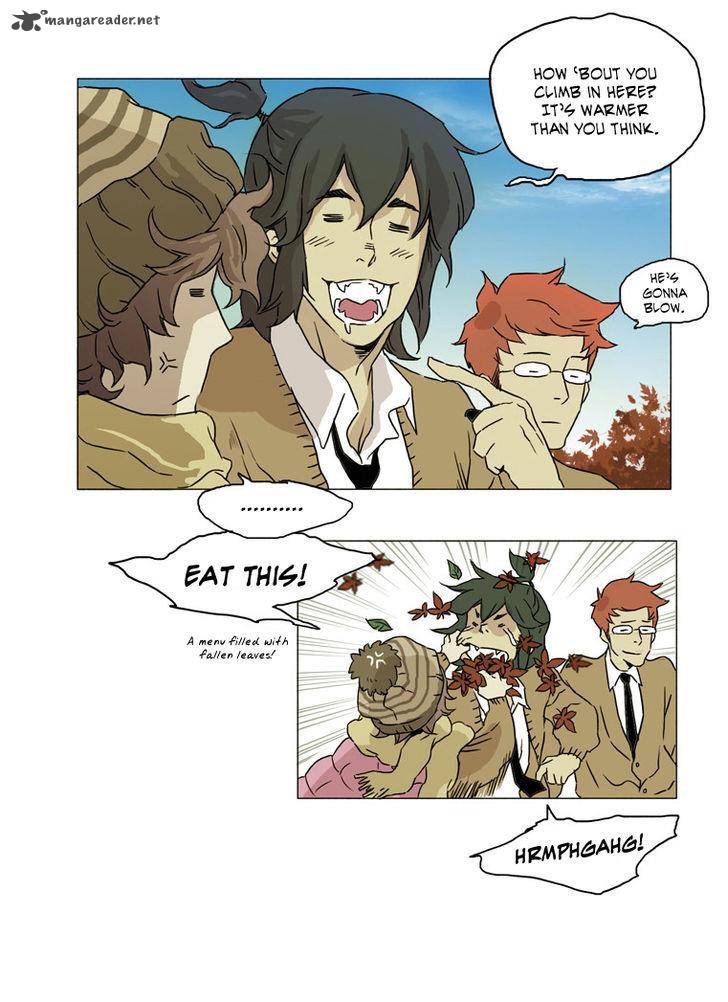 mangareader.net
HOW 'BOUT YOU
CLIMB IN HERE?
IT'S WARMER
THAN YOU THINK.
HE'S
GONNA
BLOW.
..........
EAT THIS!
A menu filled with
fallen leaves!
HRMPHGAHG!